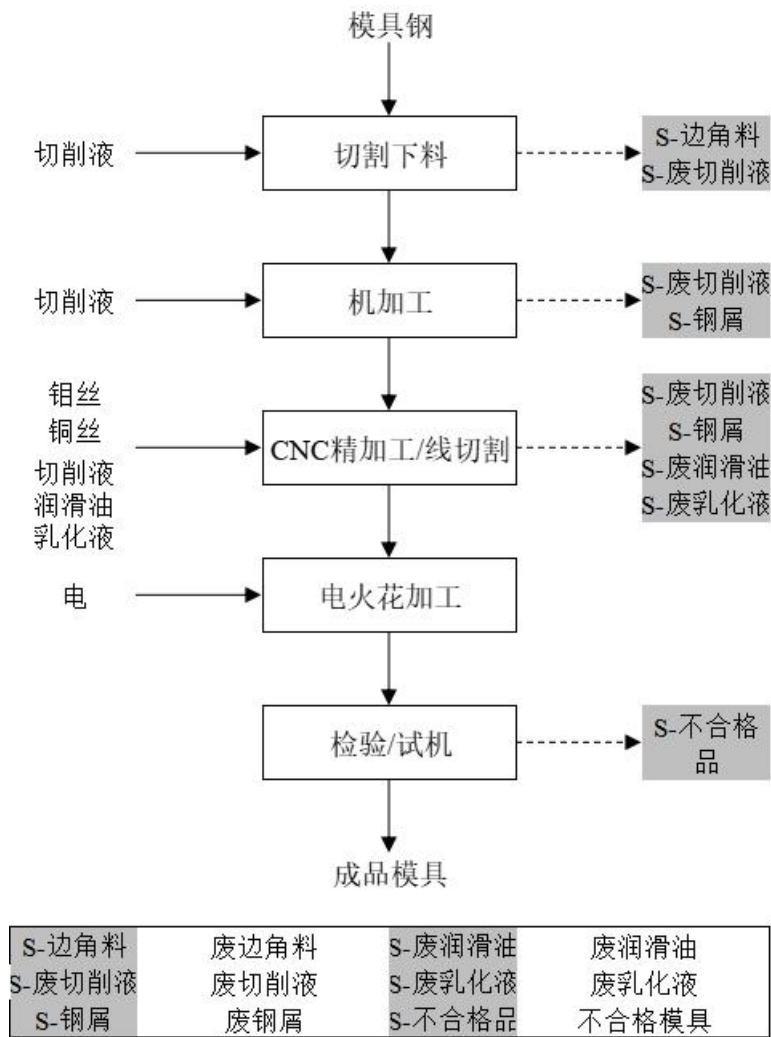 模具钢
切削液
切割下料
S-边角料
S-废切削液
切削液
机加工
S-废切削液
S-钢屑
钼丝
铜丝
切削液
润滑油
乳化液
CNC精加工/线切割
S-废切削液
S-钢屑
S-废润滑油
S-废乳化液
电
电火花加工
检验/试机
S-不合格
品
成品模具
S-边角料 废边角料 S-废润滑油 废润滑油
S-废切削液 废切削液 S-废乳化液 废乳化液
S-钢屑 废钢屑 S-不合格品 不合格模具